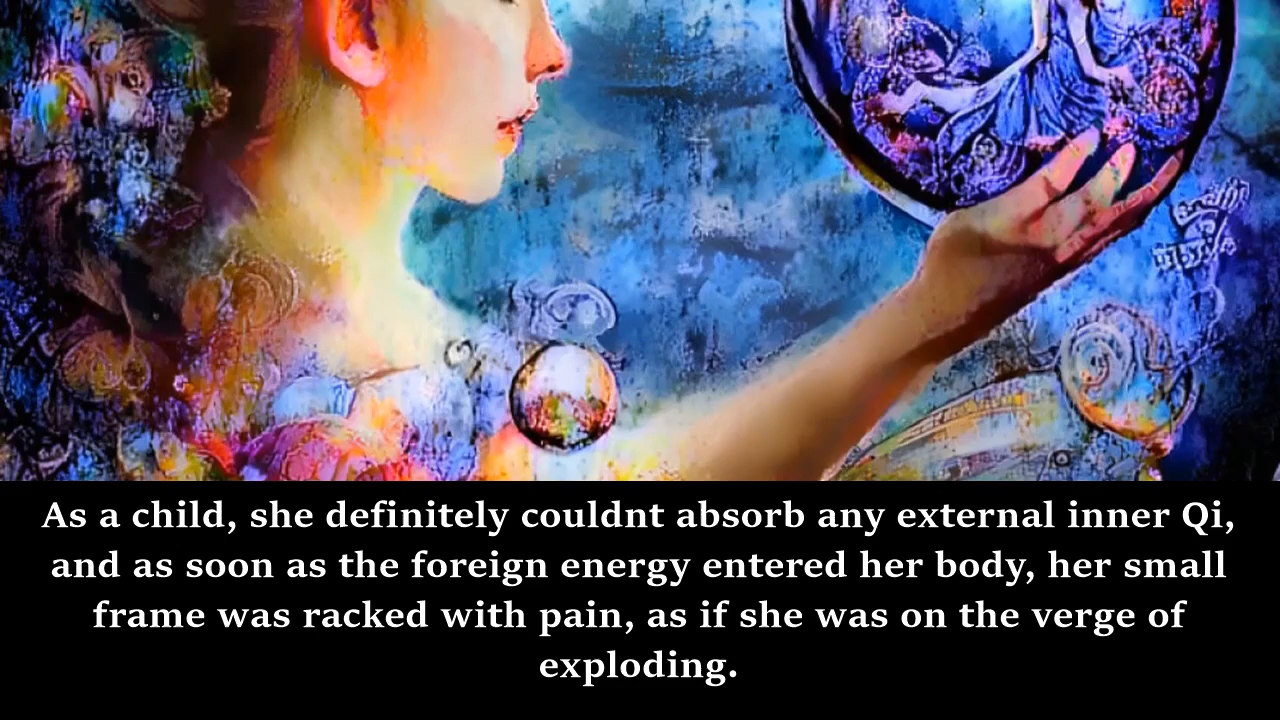 As a child, she definitely couldnt absorb any external inner Qi,
and as soon as the foreign energy entered her body, her small
frame was racked with pain, as if she was on the verge of
exploding.